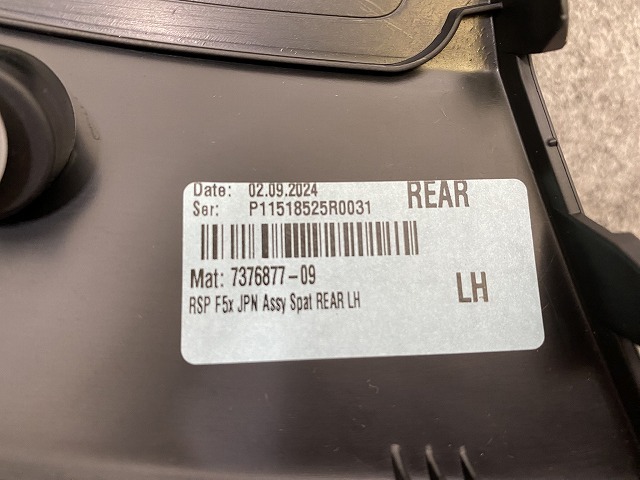 Date: 02.09.2024 REAR
Ser: P11518525R0031
Mat: 7376877-09
RSP F5x JPN Assy Spat REAR LH
LH